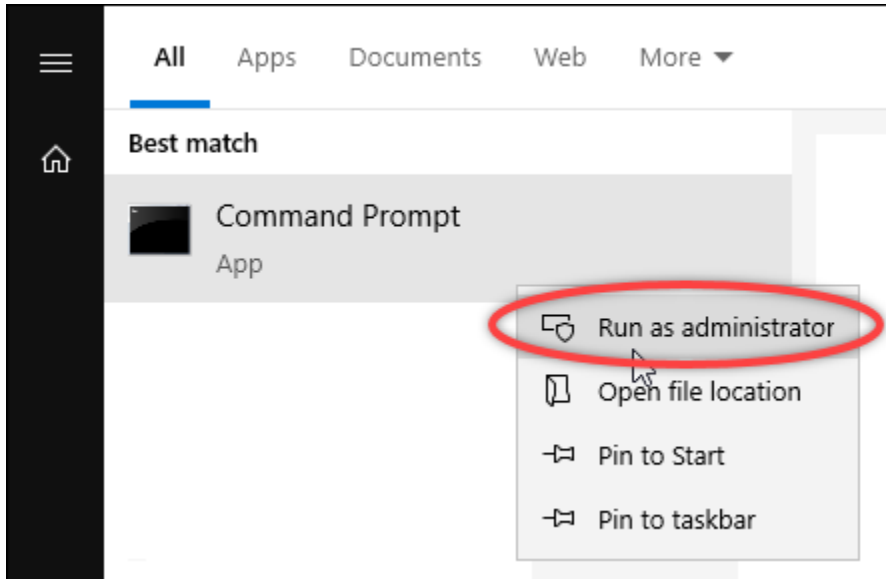 All Apps Documents Web More
Best match
Command Prompt
App
Run as administrator
Open file location
Pin to Start
Pin to taskbar